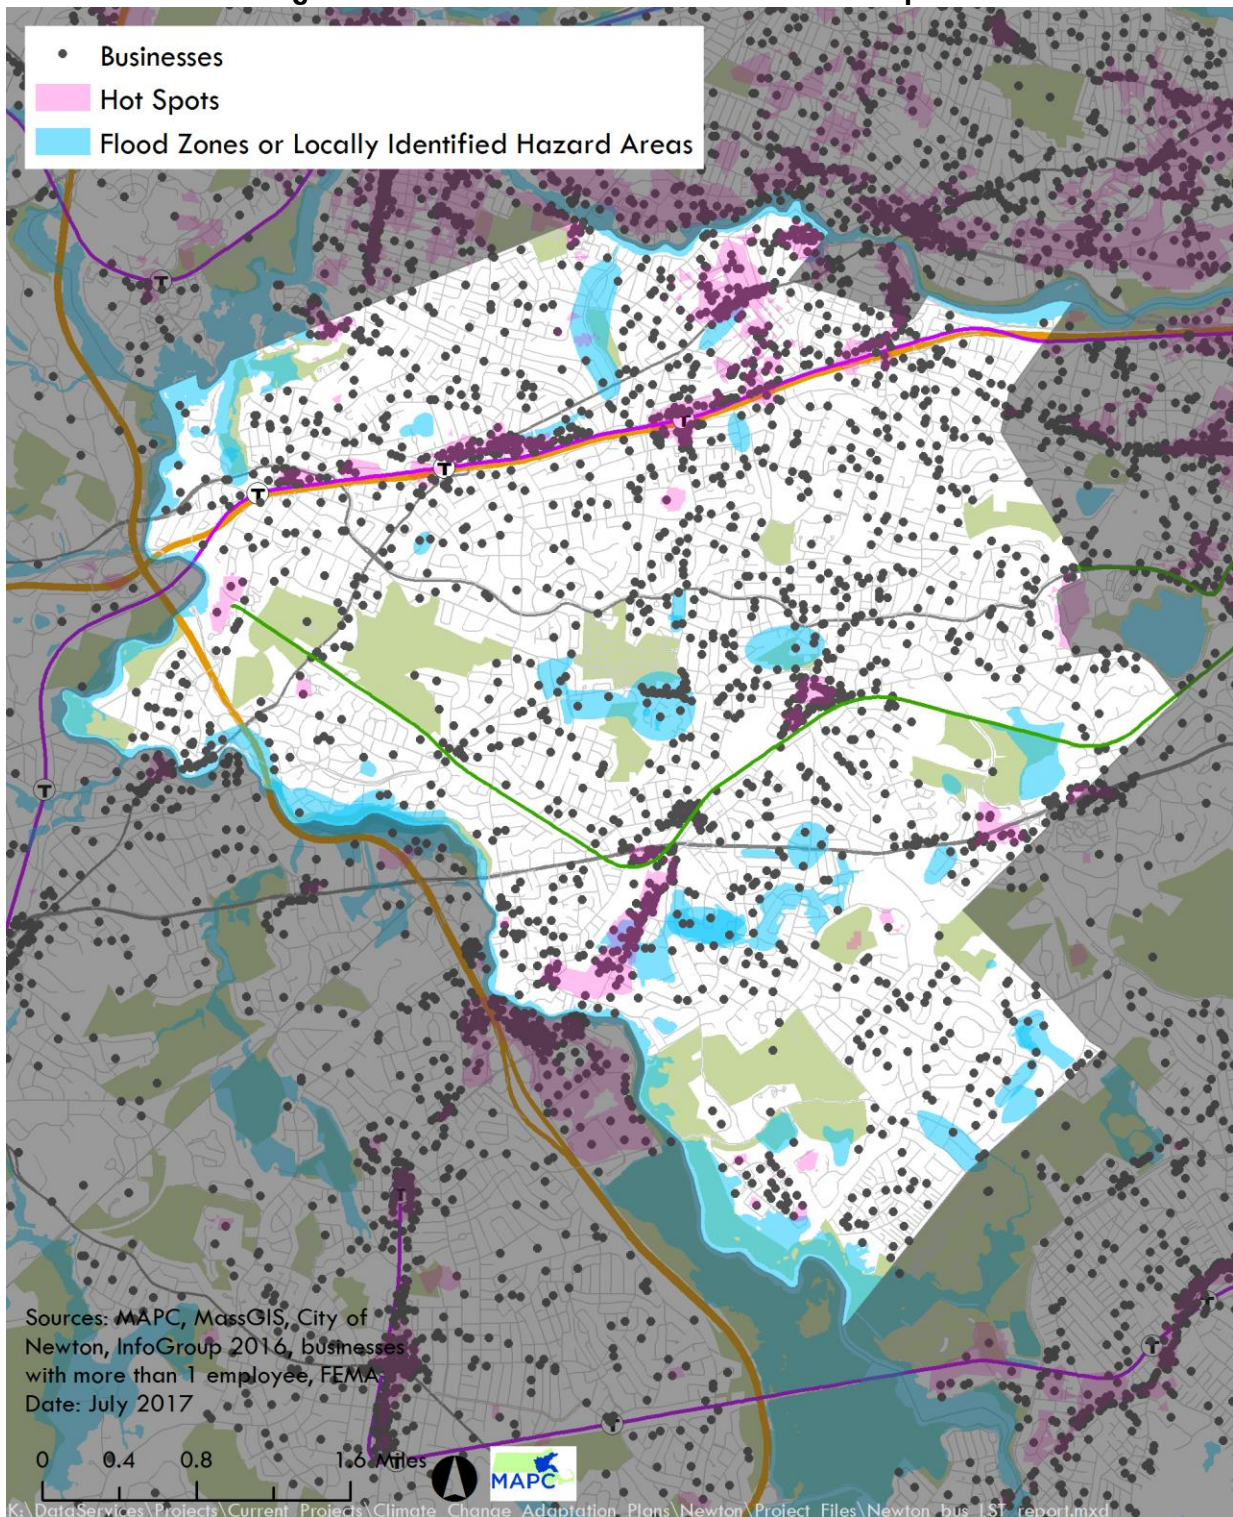 Businesses
Hot Spots
Flood Zones or Locally Identified Hazard Areas
T
T
T
T
T
T
T
T
Sources: MAPC, MassGIS, City of
Newton, InfoGroup 2016, businesses
with more than 1 employee, FEMA
Date: July 2017
0 0.4 0.8 1.6 Miles
MAPC
K:\DataServices\Projects\Current_Projects\Climate_Change_Adaptation_Plans\Newton\Project_Files\Newton_bus_LST_report.mxd